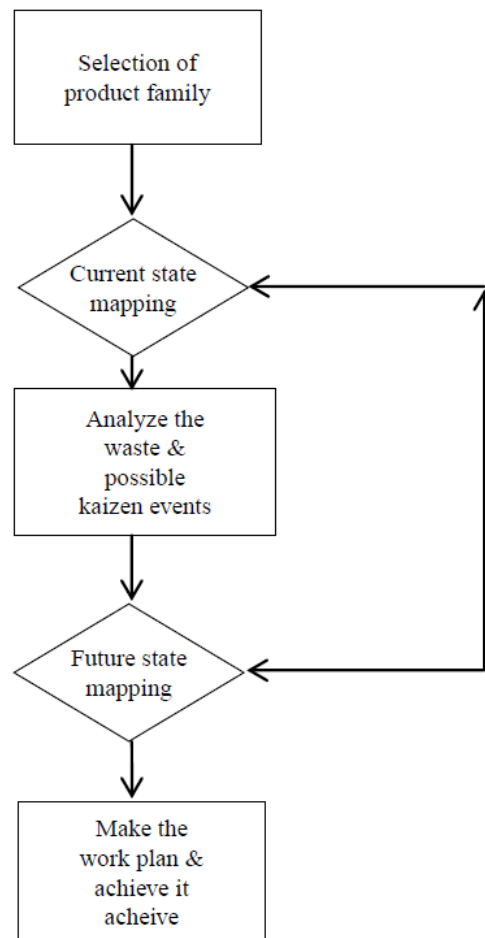 Selection of
product family
Current state
mapping
Analyze the
waste &
possible
kaizen events
Future state
mapping
Make the
work plan &
achieve it
acheive